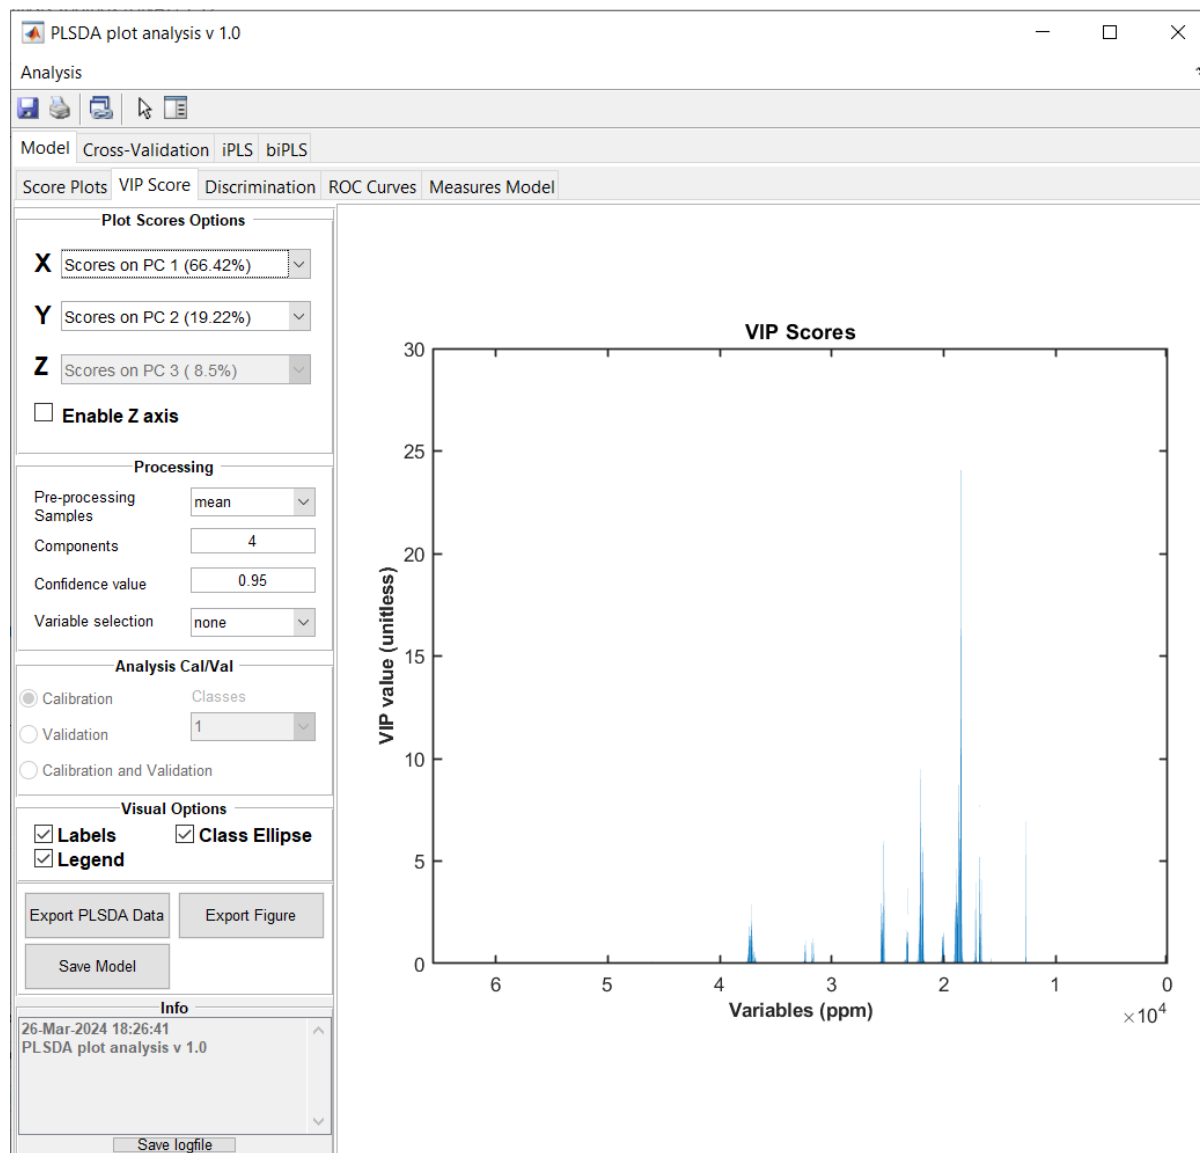 PLSDA plot analysis v 1.0
Analysis
Model Cross-Validation iPLS biPLS
Score Plots VIP Score Discrimination ROC Curves Measures Model
Plot Scores Options
X Scores on PC 1 (66.42%)
Y Scores on PC 2 (19.22%)
Z Scores on PC 3 ( 8.5%)
Enable Z axis
Processing
Pre-processing
Samples
mean
Components 4
Confidence value 0.95
Variable selection none
Analysis Cal/Val
Calibration Classes
Validation 1
Calibration and Validation
Visual Options
Labels Class Ellipse
Legend
Export PLSDA Data Export Figure
Save Model
Info
26-Mar-2024 18:26:41
PLSDA plot analysis v 1.0
Save logfile
VIP Scores
30
25
20
15
10
5
0
VIP value (unitless)
6 5 4 3 2 1 0
Variables (ppm)
×10⁴